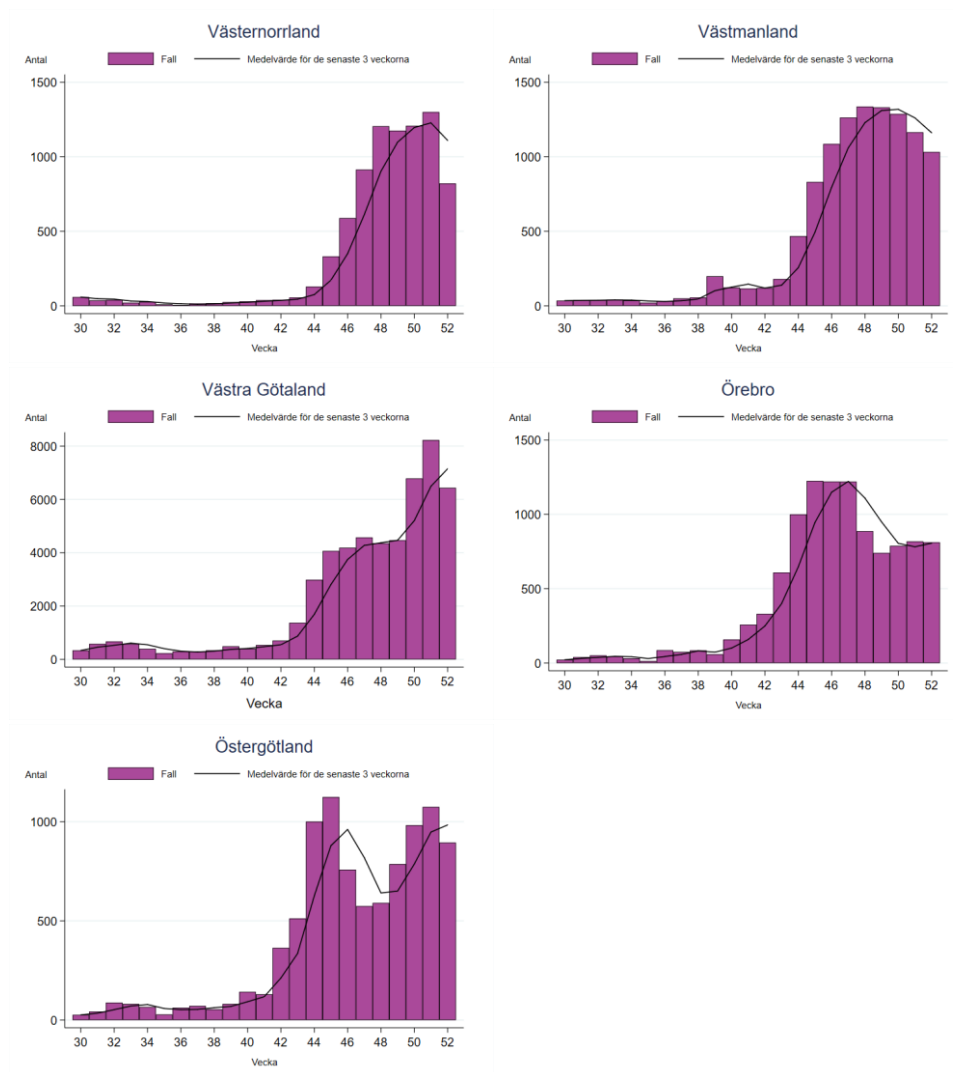 Västernorrland
Antal Fall Medelvärde för de senaste 3 veckorna
1500
1000
500
0
30 32 34 36 38 40 42 44 46 48 50 52
Vecka
Västmanland
Antal Fall Medelvärde för de senaste 3 veckorna
1500
1000
500
0
30 32 34 36 38 40 42 44 46 48 50 52
Vecka
Västra Götaland
Antal Fall Medelvärde för de senaste 3 veckorna
8000
6000
4000
2000
0
30 32 34 36 38 40 42 44 46 48 50 52
Vecka
Örebro
Antal Fall Medelvärde för de senaste 3 veckorna
1500
1000
500
0
30 32 34 36 38 40 42 44 46 48 50 52
Vecka
Östergötland
Antal Fall Medelvärde för de senaste 3 veckorna
1000
500
0
30 32 34 36 38 40 42 44 46 48 50 52
Vecka